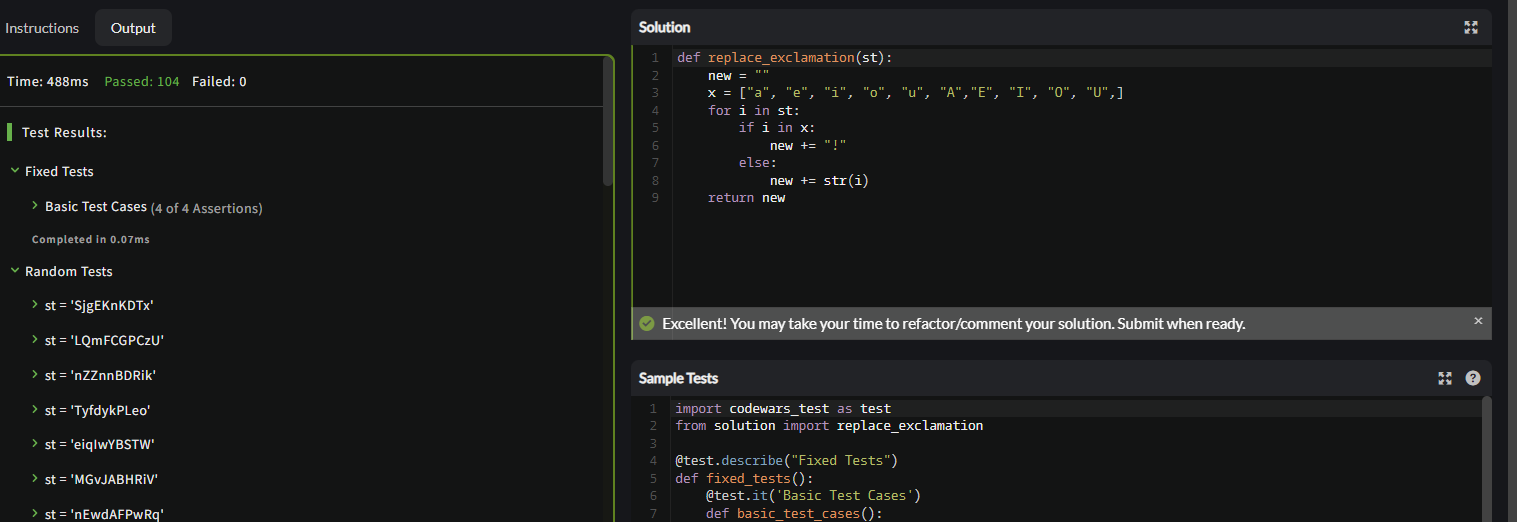 Instructions
Output
Time: 488ms Passed: 104 Failed: 0
Test Results:
Fixed Tests
Basic Test Cases (4 of 4 Assertions)
Completed in 0.07ms
Random Tests
st = 'SjgEKnKDTx'
st = 'LQmFCGPCzU'
st = 'nZZnnBDRik'
st = 'TyfdykPLeo'
st = 'eiqIwYBSTW'
st = 'MGvJABHRiV'
st = 'nEwdAFPwRq'
Solution
1 def replace_exclamation(st):
2     new = ""
3     x = ["a", "e", "i", "o", "u", "A","E", "I", "O", "U",]
4     for i in st:
5         if i in x:
6             new += "!"
7         else:
8             new += str(i)
9     return new
Excellent! You may take your time to refactor/comment your solution. Submit when ready.
Sample Tests
1 import codewars_test as test
2 from solution import replace_exclamation
3
4 @test.describe("Fixed Tests")
5 def fixed_tests():
6     @test.it('Basic Test Cases')
7     def basic_test_cases():